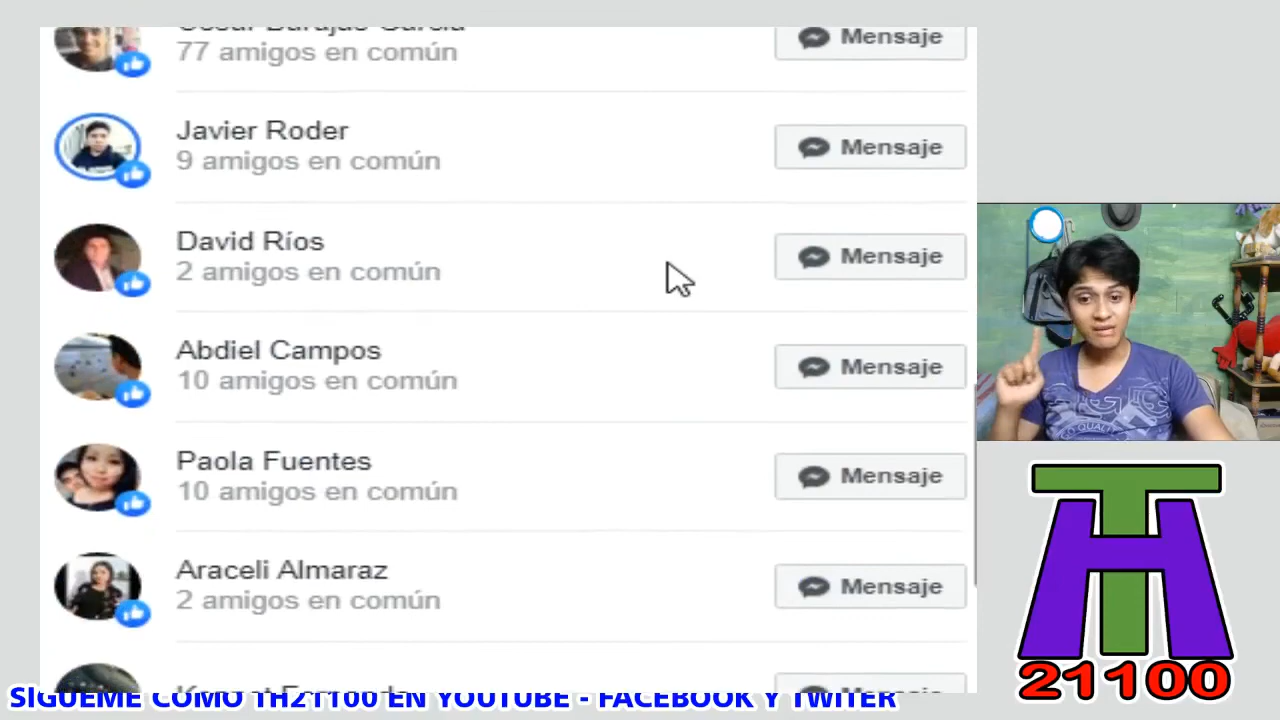 77 amigos en común
Mensaje
Javier Roder
9 amigos en común
Mensaje
David Ríos
2 amigos en común
Mensaje
Abdiel Campos
10 amigos en común
Mensaje
Paola Fuentes
10 amigos en común
Mensaje
Araceli Almaraz
2 amigos en común
Mensaje
TH
21100
SÍGUEME COMO TH21100 EN YOUTUBE - FACEBOOK Y TWITER